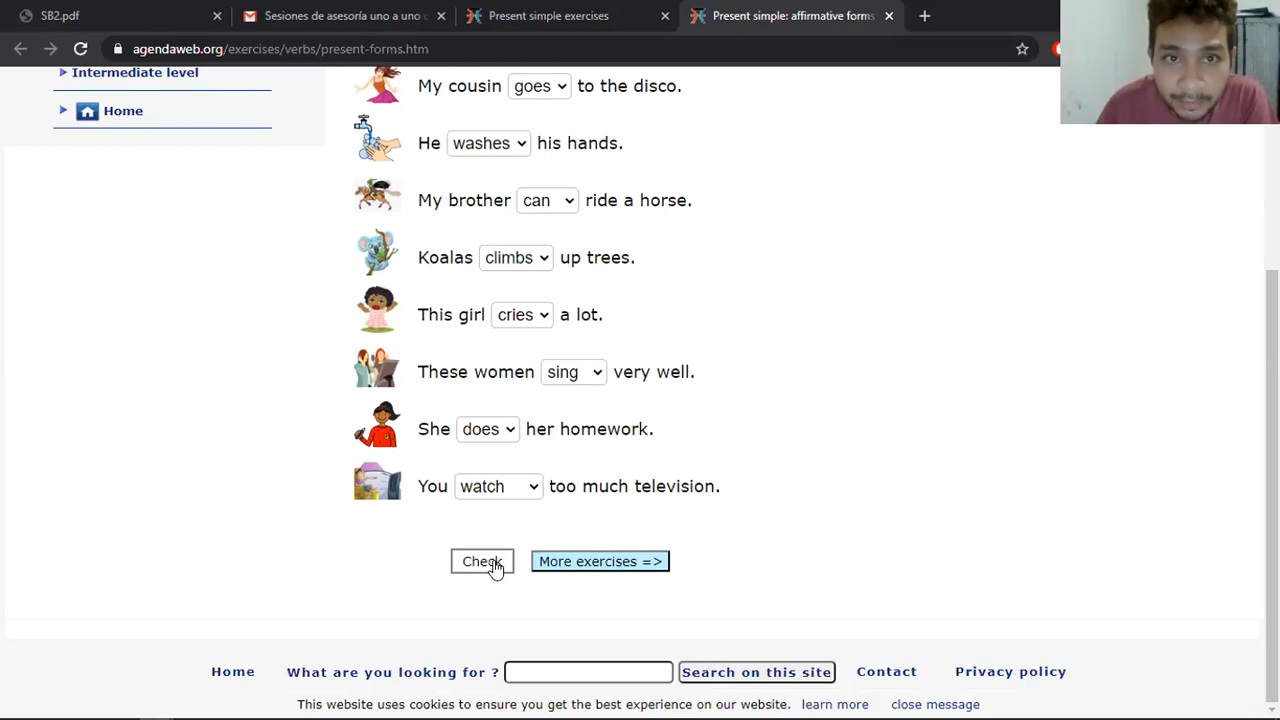 SB2.pdf
Sesiones de asesoría uno a uno c
Present simple exercises
Present simple: affirmative forms
agendaweb.org/exercises/verbs/present-forms.htm
Intermediate level
Home
My cousin goes to the disco.
He washes his hands.
My brother can ride a horse.
Koalas climbs up trees.
This girl cries a lot.
These women sing very well.
She does her homework.
You watch too much television.
Check More exercises =>
Home What are you looking for ? Search on this site Contact Privacy policy
This website uses cookies to ensure you get the best experience on our website. learn more close message